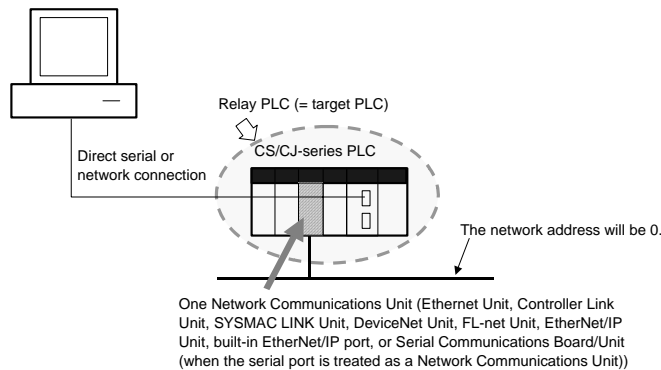 Relay PLC (= target PLC)
CS/CJ-series PLC
Direct serial or
network connection
The network address will be 0.
One Network Communications Unit (Ethernet Unit, Controller Link
Unit, SYSMAC LINK Unit, DeviceNet Unit, FL-net Unit, EtherNet/IP
Unit, built-in EtherNet/IP port, or Serial Communications Board/Unit
(when the serial port is treated as a Network Communications Unit))